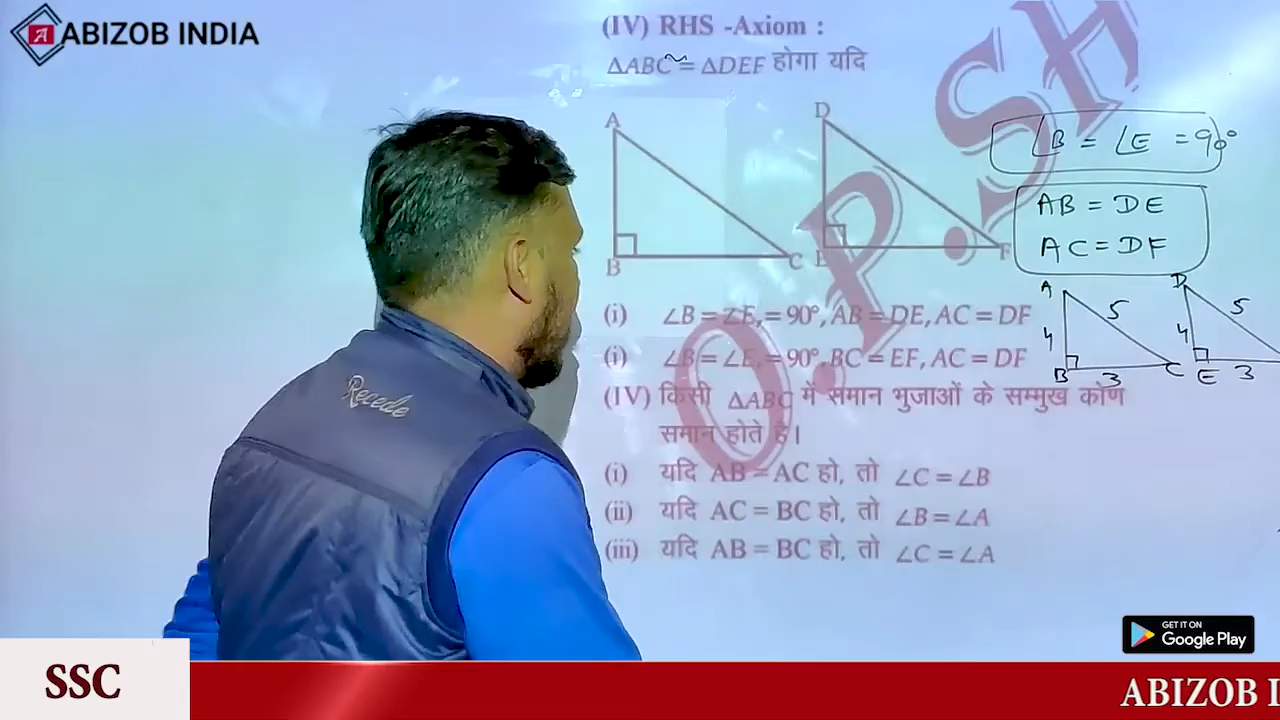 ABIZOB INDIA
(IV) RHS -Axiom :
ΔABC ≅ ΔDEF होगा यदि
A
B
C
D
E
F
∠B = ∠E = 90°
AB = DE
AC = DF
A
4
5
B
3
C
D
4
5
E
3
(i) ∠B = ∠E, = 90°, AB = DE, AC = DF
(i) ∠B = ∠E, = 90°, BC = EF, AC = DF
(IV) किसी ΔABC में समान भुजाओं के सम्मुख कोण
समान होते है।
(i) यदि AB = AC हो, तो ∠C = ∠B
(ii) यदि AC = BC हो, तो ∠B = ∠A
(iii) यदि AB = BC हो, तो ∠C = ∠A
O.P.SH
Recede
GET IT ON
Google Play
SSC
ABIZOB I